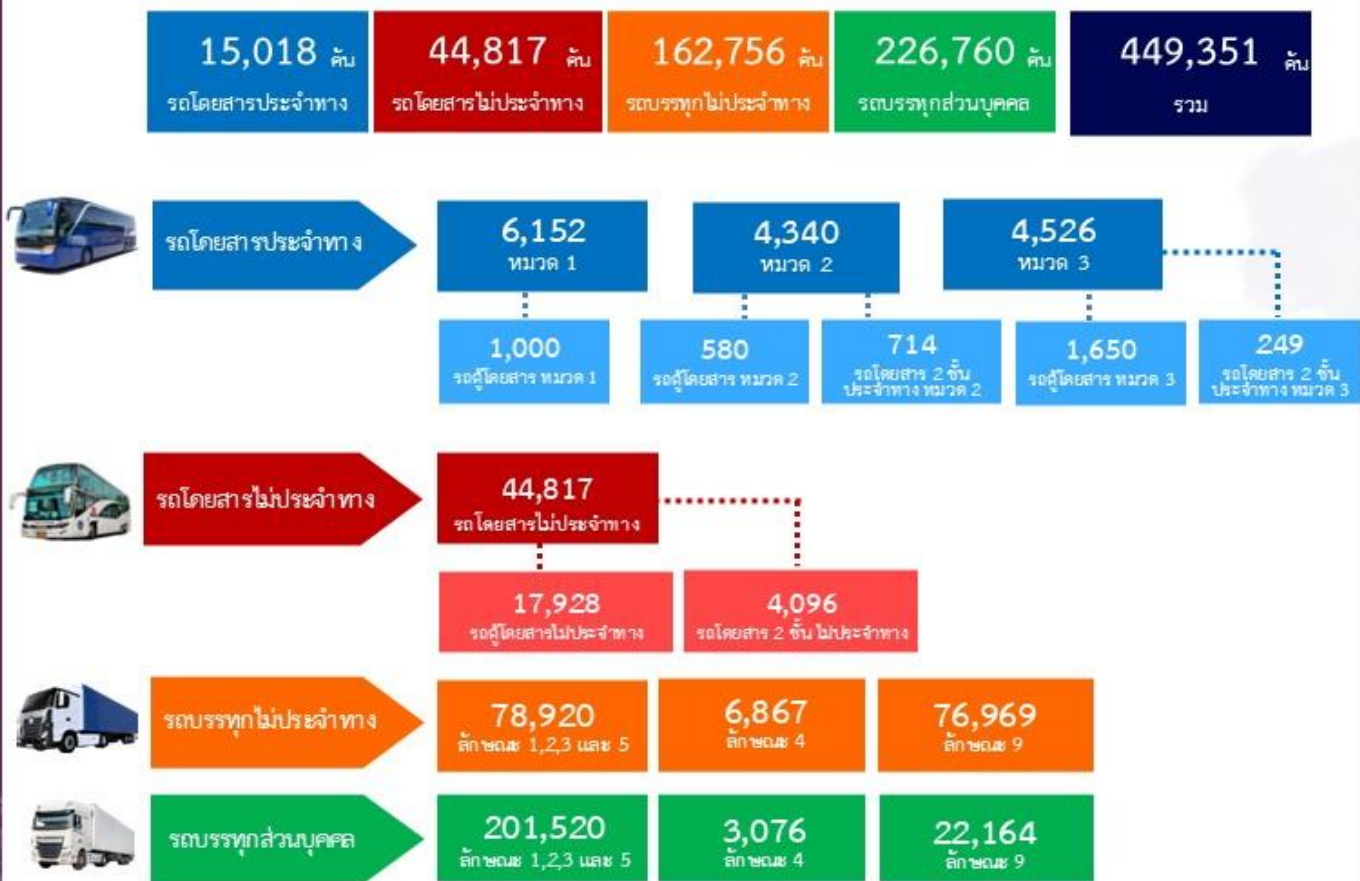 15,018 คัน
รถโดยสารประจำทาง
44,817 คัน
รถโดยสารไม่ประจำทาง
162,756 คัน
รถบรรทุกไม่ประจำทาง
226,760 คัน
รถบรรทุกส่วนบุคคล
449,351 คัน
รวม
รถโดยสารประจำทาง
6,152
หมวด 1
4,340
หมวด 2
4,526
หมวด 3
1,000
รถตู้โดยสาร หมวด 1
580
รถตู้โดยสาร หมวด 2
714
รถโดยสาร 2 ชั้น
ประจำทาง หมวด 2
1,650
รถตู้โดยสาร หมวด 3
249
รถโดยสาร 2 ชั้น
ประจำทาง หมวด 3
รถโดยสารไม่ประจำทาง
44,817
รถโดยสารไม่ประจำทาง
17,928
รถตู้โดยสารไม่ประจำทาง
4,096
รถโดยสาร 2 ชั้น ไม่ประจำทาง
รถบรรทุกไม่ประจำทาง
78,920
ลักษณะ 1,2,3 และ 5
6,867
ลักษณะ 4
76,969
ลักษณะ 9
รถบรรทุกส่วนบุคคล
201,520
ลักษณะ 1,2,3 และ 5
3,076
ลักษณะ 4
22,164
ลักษณะ 9